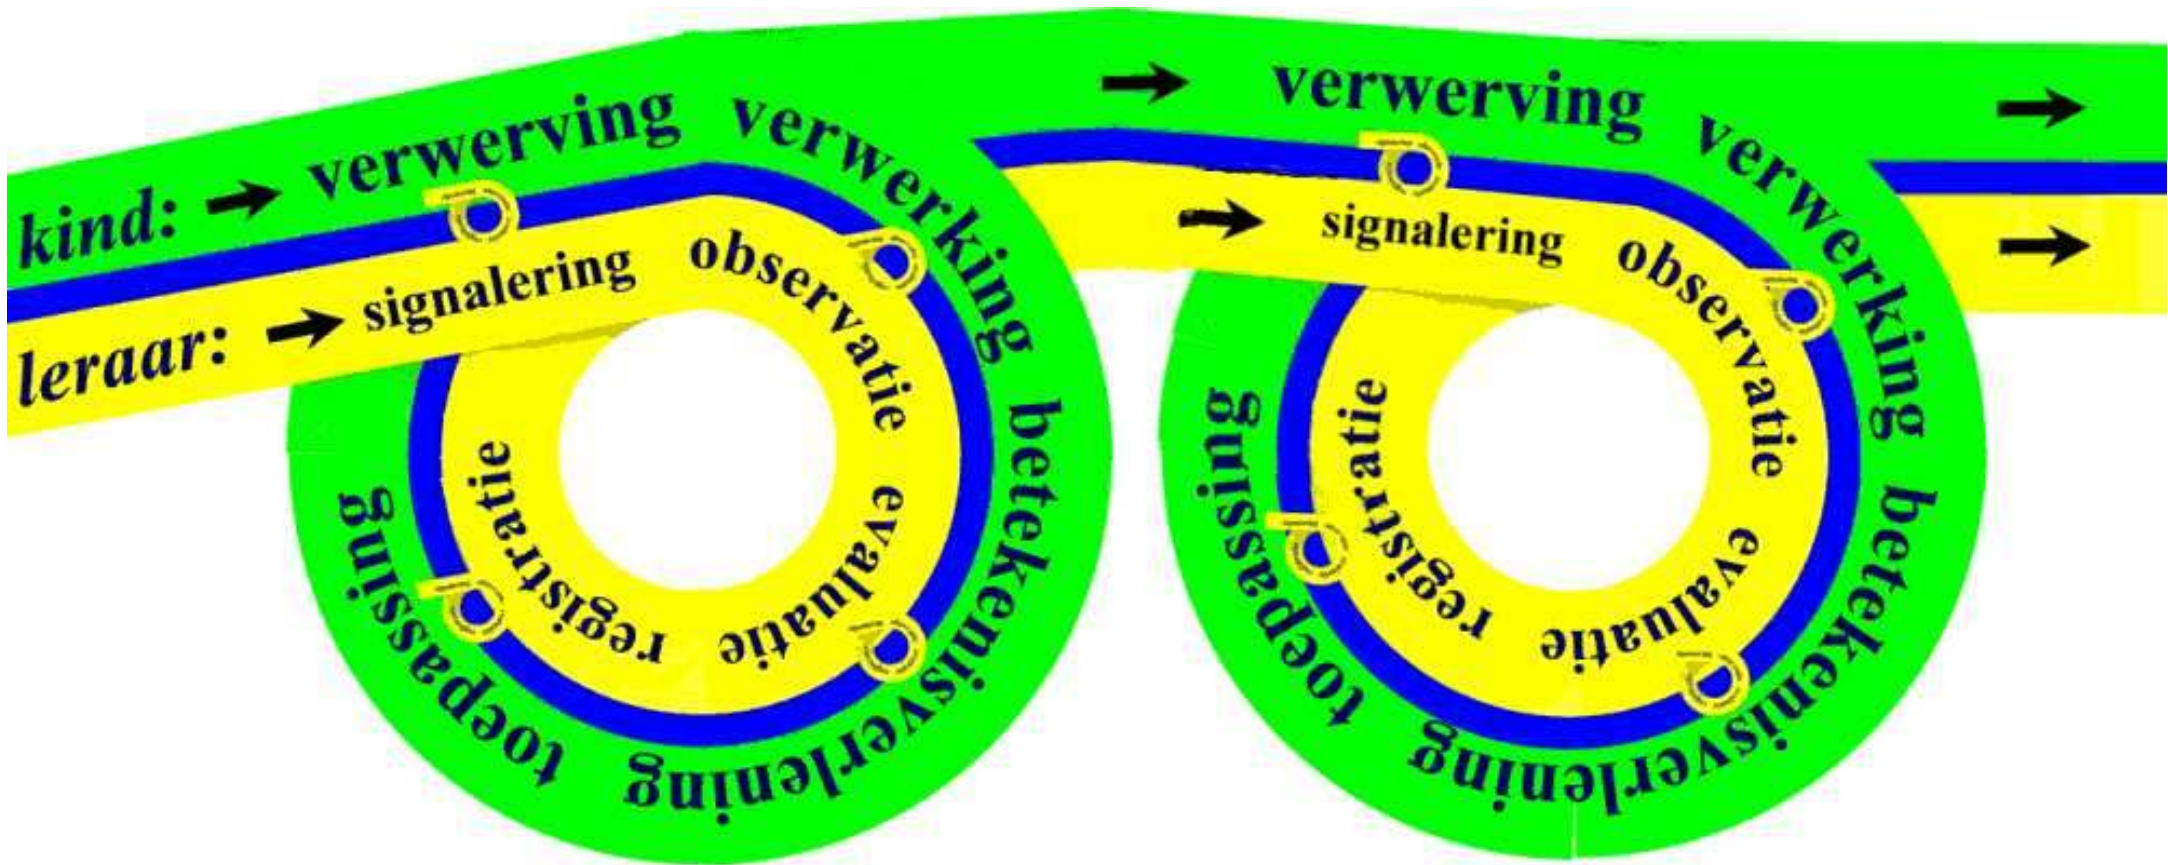 kind: verwerving verwerking betekenisverlening toepassing
leraar: signalering observatie evaluatie registratie
verwerving verwerking betekenisverlening toepassing
signalering observatie evaluatie registratie